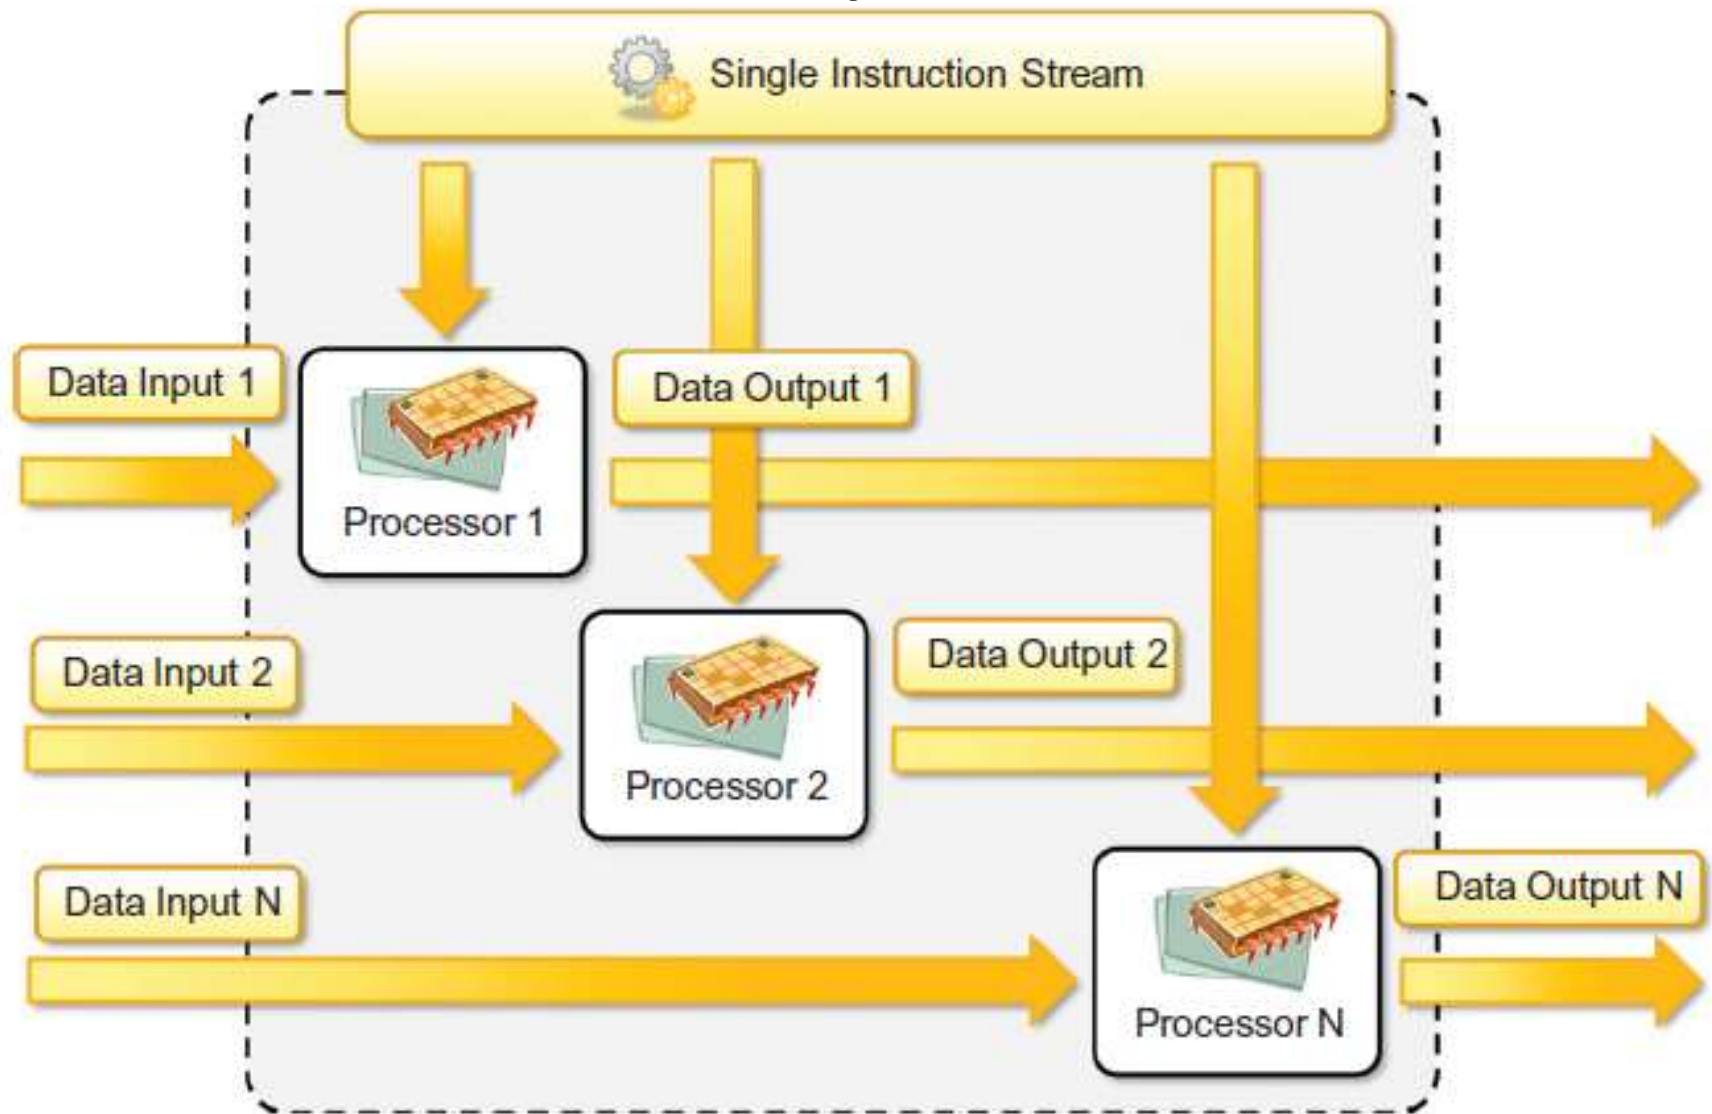 Single Instruction Stream
Data Input 1
Data Output 1
Processor 1
Data Input 2
Data Output 2
Processor 2
Data Input N
Data Output N
Processor N